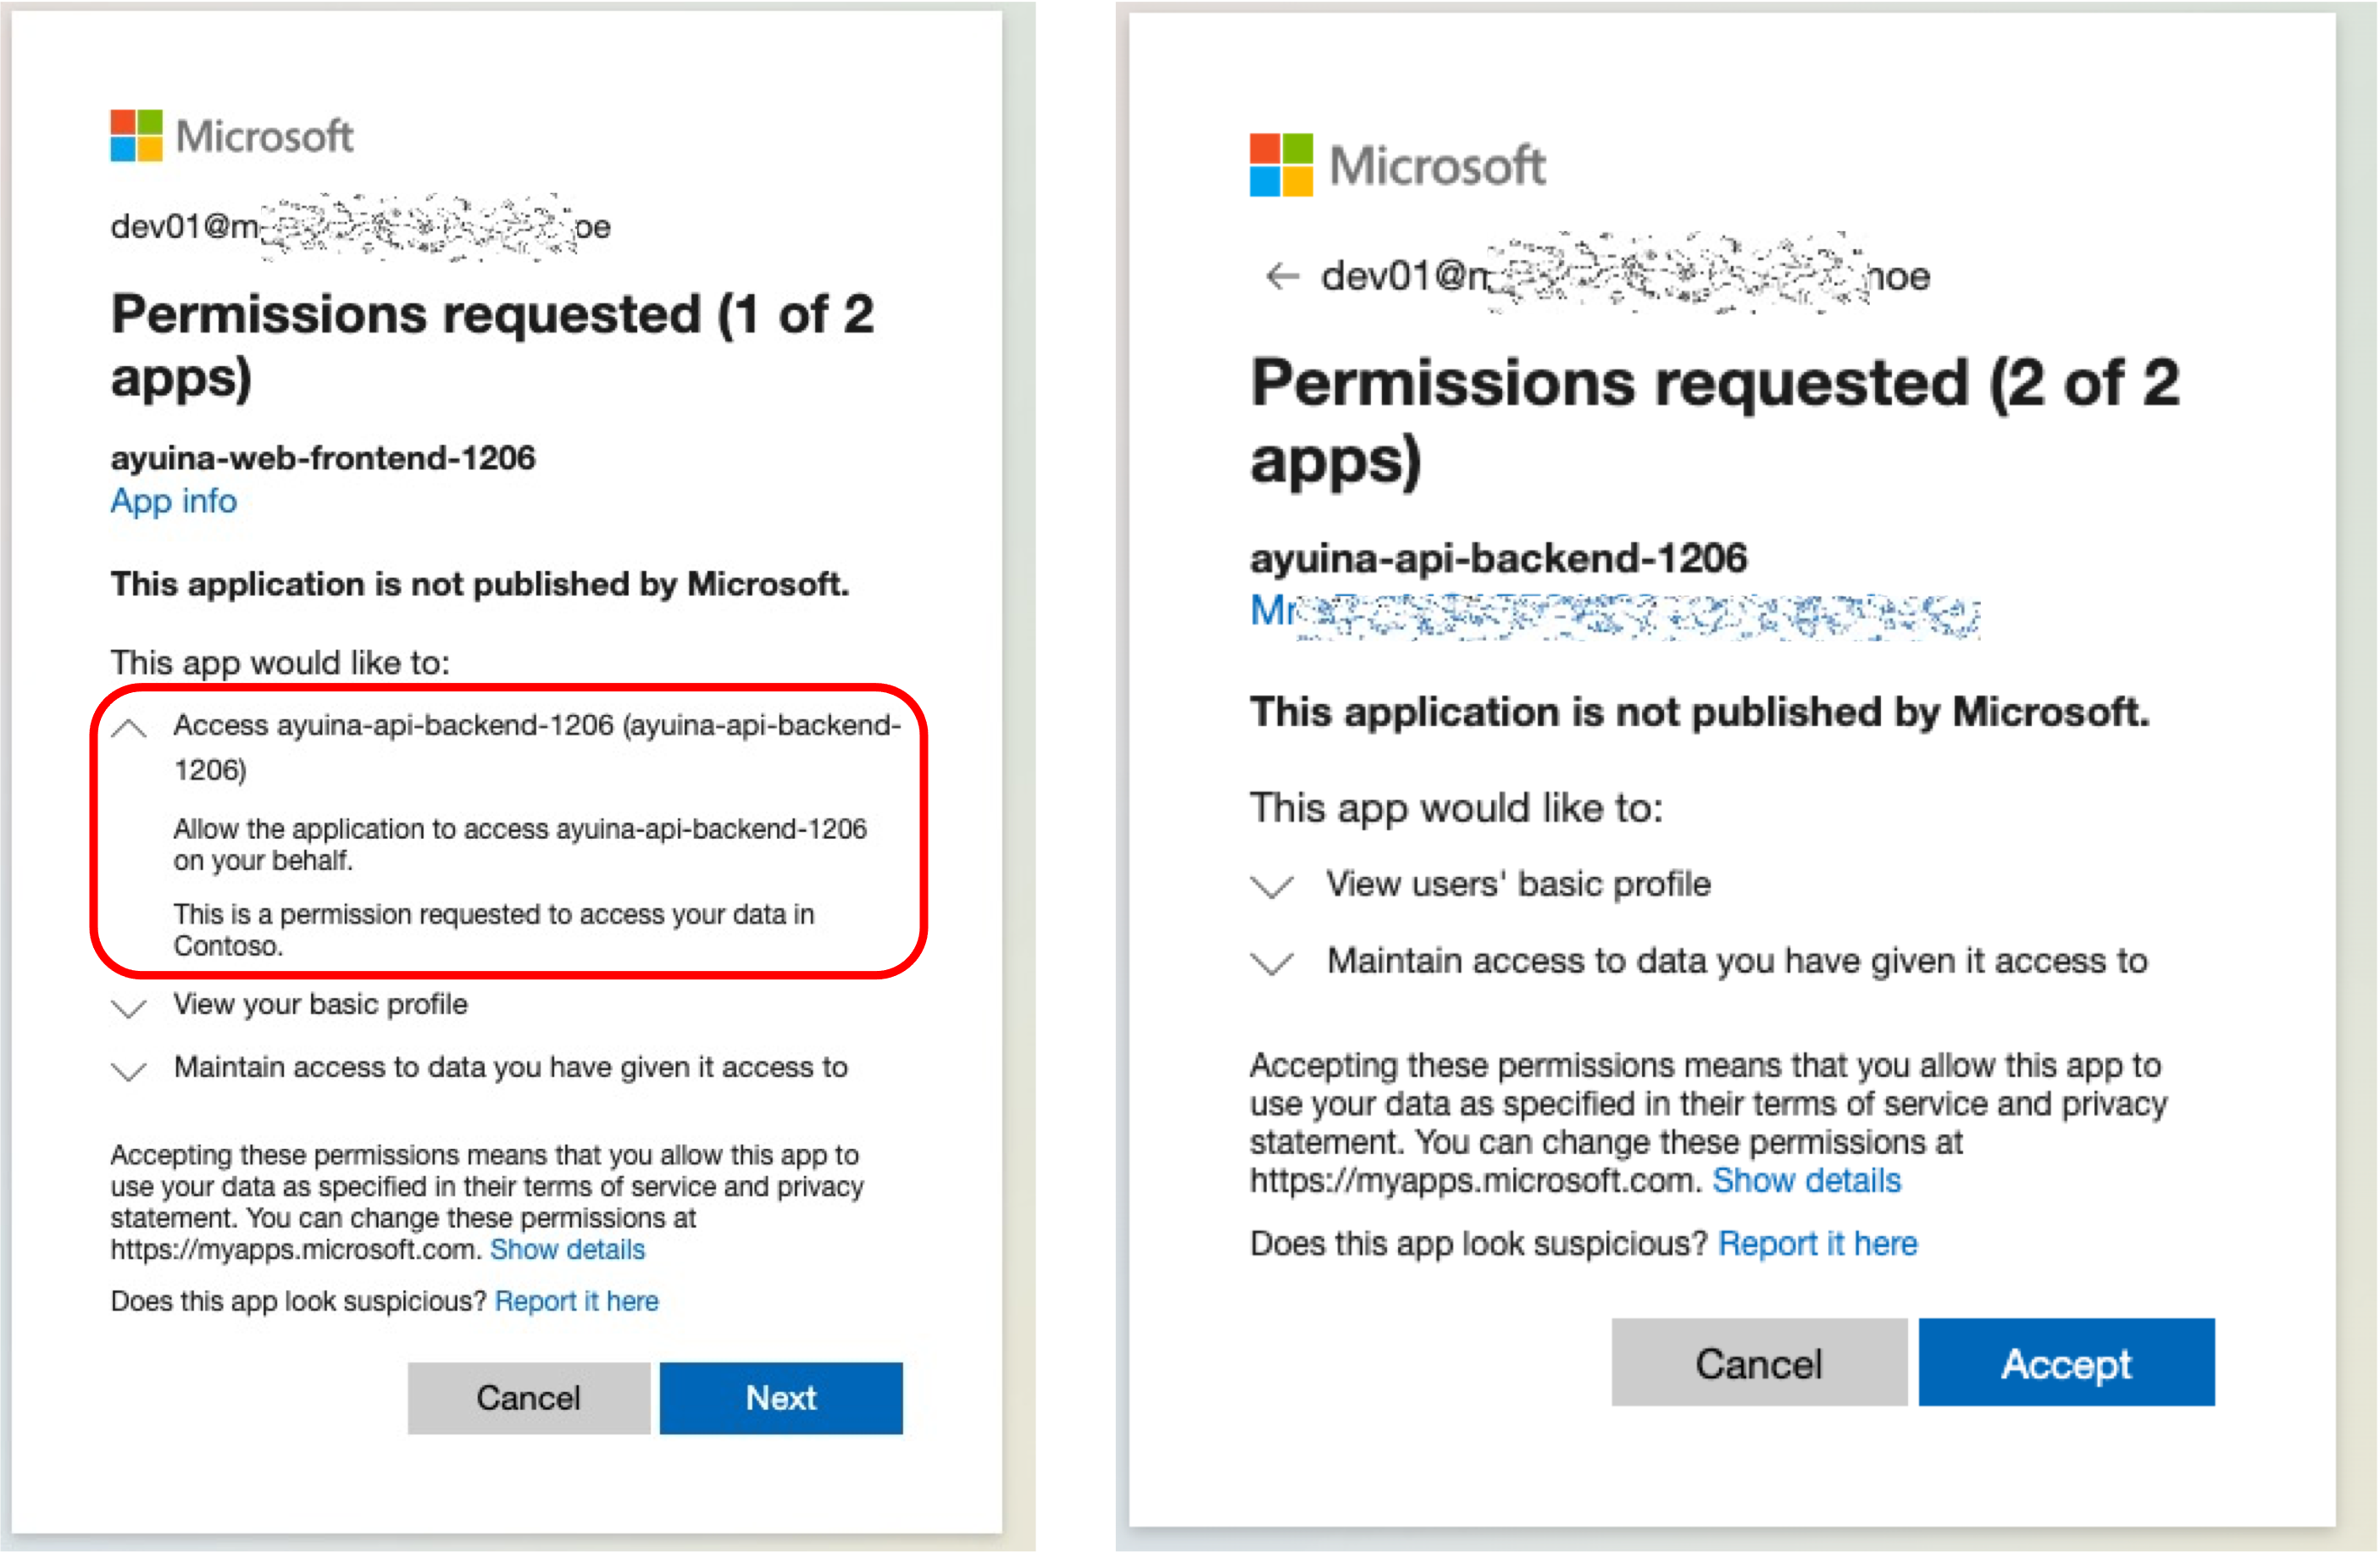 Microsoft
dev01@m
Permissions requested (1 of 2
apps)
ayuina-web-frontend-1206
App info
This application is not published by Microsoft.
This app would like to:
Access ayuina-api-backend-1206 (ayuina-api-backend-
1206)
Allow the application to access ayuina-api-backend-1206
on your behalf.
This is a permission requested to access your data in
Contoso.
View your basic profile
Maintain access to data you have given it access to
Accepting these permissions means that you allow this app to
use your data as specified in their terms of service and privacy
statement. You can change these permissions at
https://myapps.microsoft.com. Show details
Does this app look suspicious? Report it here
Cancel
Next
Microsoft
dev01@
Permissions requested (2 of 2
apps)
ayuina-api-backend-1206
This application is not published by Microsoft.
This app would like to:
View users' basic profile
Maintain access to data you have given it access to
Accepting these permissions means that you allow this app to
use your data as specified in their terms of service and privacy
statement. You can change these permissions at
https://myapps.microsoft.com. Show details
Does this app look suspicious? Report it here
Cancel
Accept